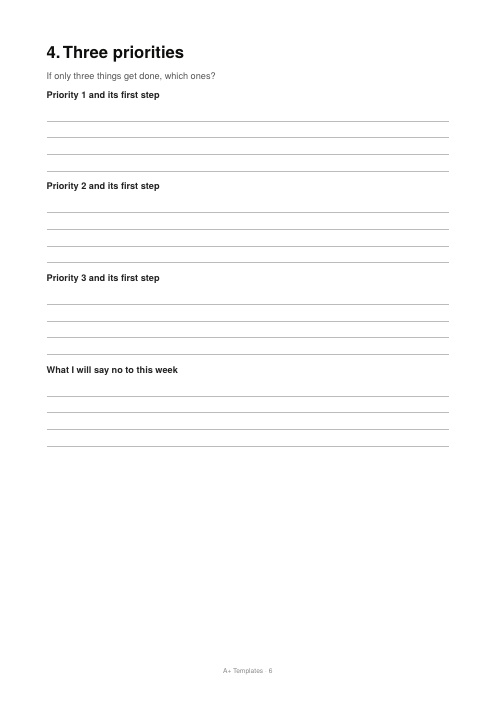 4. Three priorities
If only three things get done, which ones?
Priority 1 and its first step
Priority 2 and its first step
Priority 3 and its first step
What I will say no to this week
A+ Templates 6